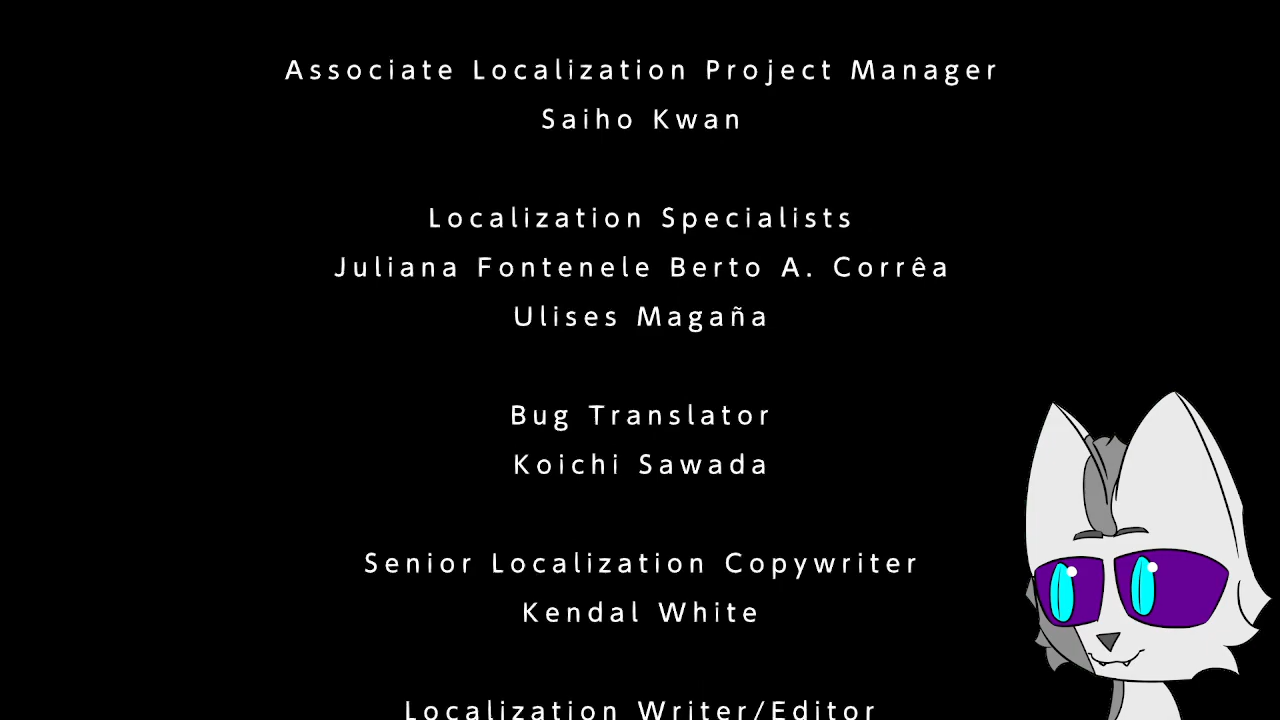 Associate Localization Project Manager
Saiho Kwan
Localization Specialists
Juliana Fontenele Berto A. Corrêa
Ulises Magaña
Bug Translator
Koichi Sawada
Senior Localization Copywriter
Kendal White
Localization Writer/Editor